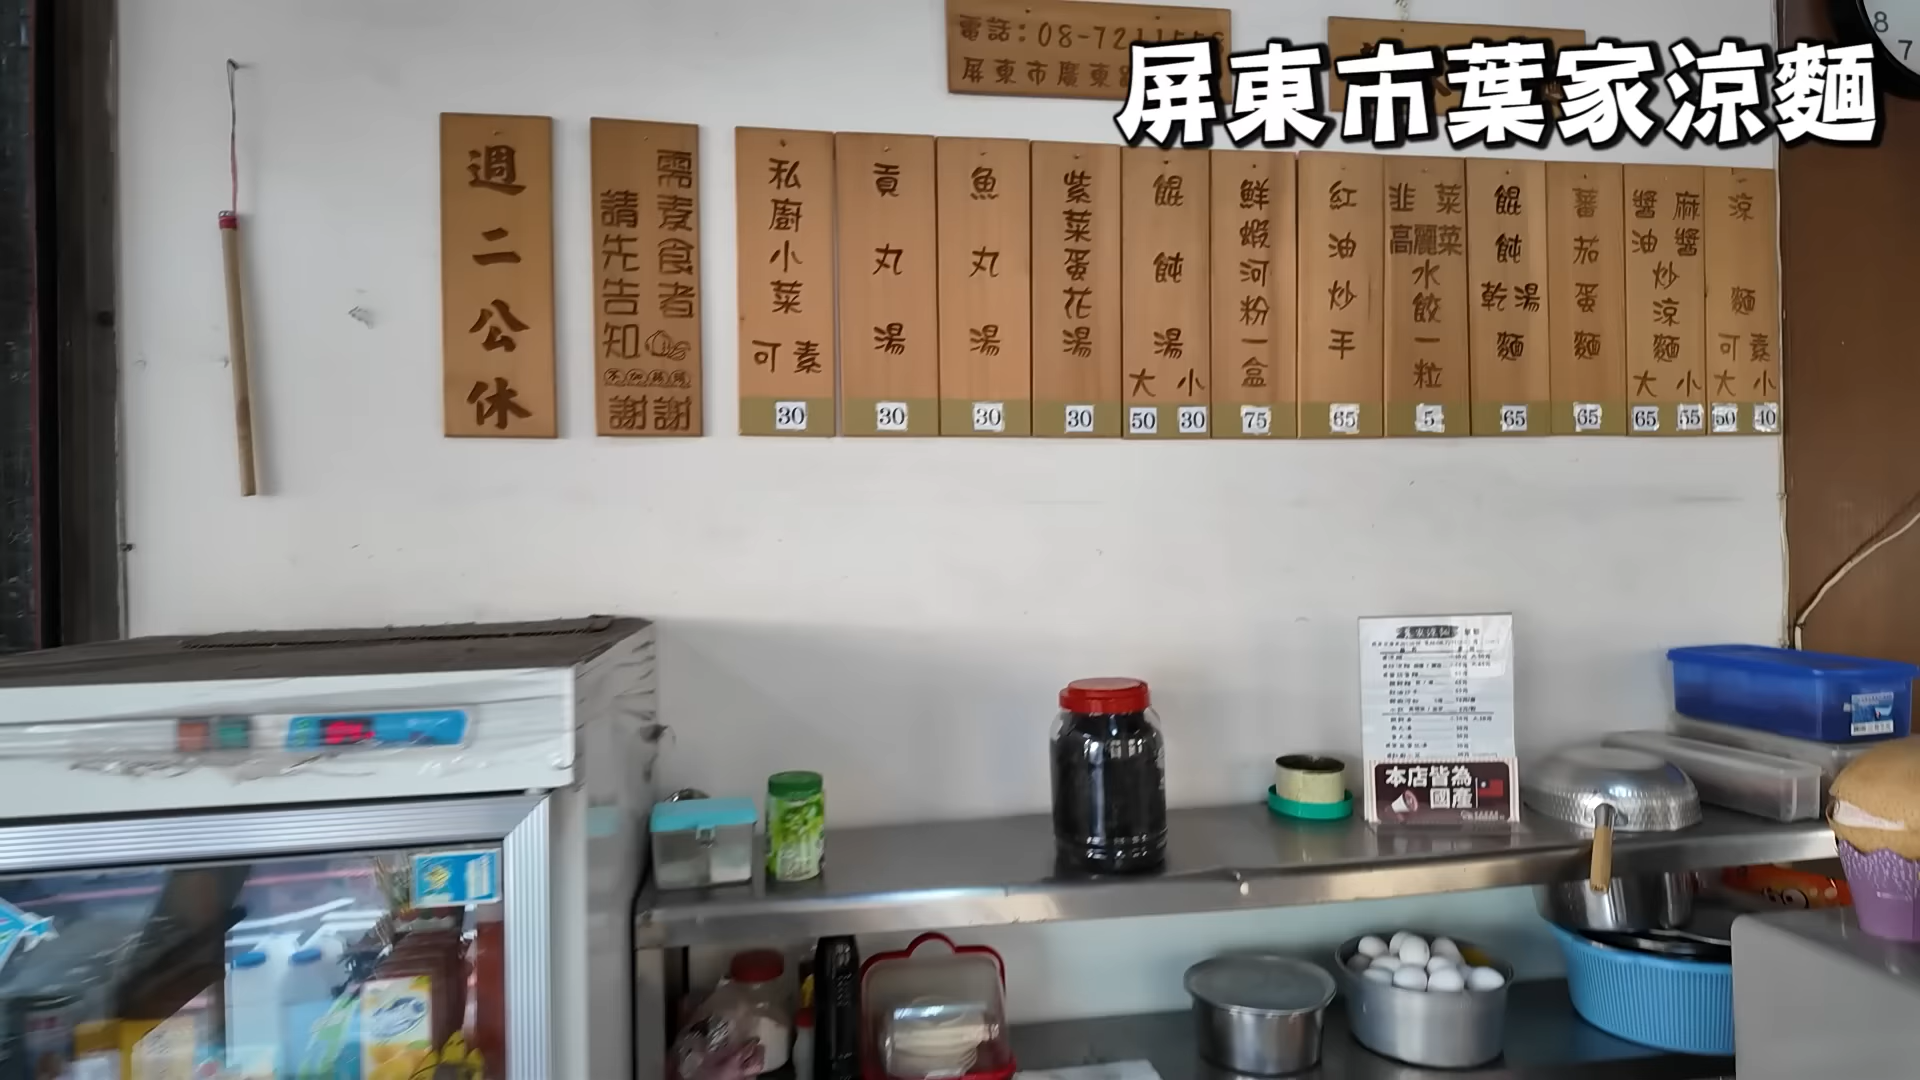 屏東市葉家涼麵
電話：08-7211558
屏東市廣東
涼麵 可素 大 小 50 40
麻醬 醬油 炒涼麵 大 小 65 55
蕃茄蛋麵 65
餛飩乾湯麵 65
韭菜 高麗菜 水餃一粒 5
紅油炒手 65
鮮蝦河粉一盒 75
餛飩湯 大 小 50 30
紫菜蛋花湯 30
魚丸湯 30
貢丸湯 30
私廚小菜 可素 30
需素食者
請先告知
謝謝
週二公休
本店皆為
國產
8
7